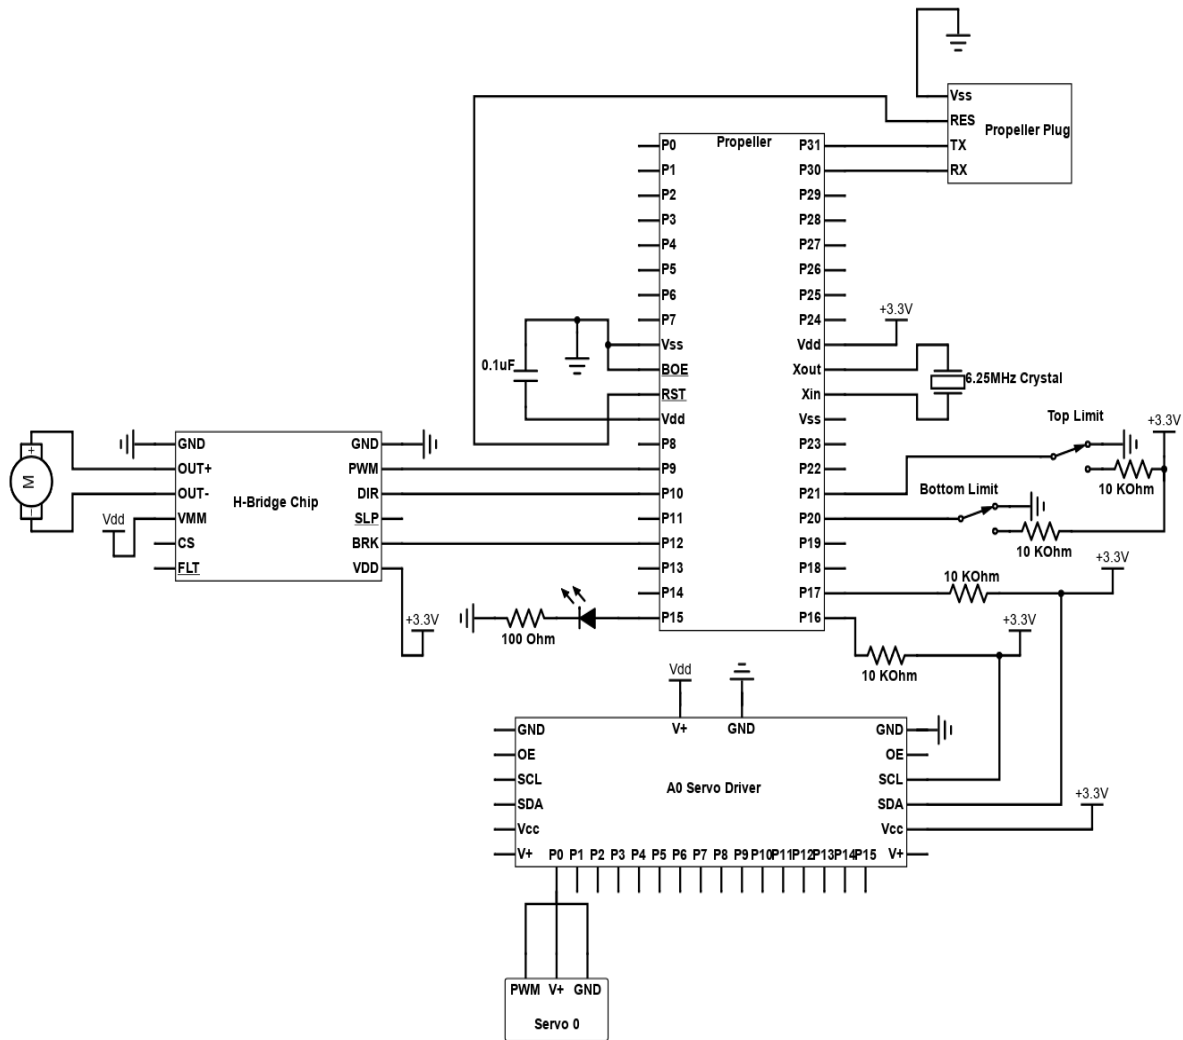 Vss
RES
Propeller Plug
TX
RX
Propeller
P0
P1
P2
P3
P4
P5
P6
P7
Vss
BOE
RST
Vdd
P8
P9
P10
P11
P12
P13
P14
P15
P31
P30
P29
P28
P27
P26
P25
P24
Vdd
Xout
Xin
Vss
P23
P22
P21
P20
P19
P18
P17
P16
+3.3V
6.25MHz Crystal
0.1uF
Top Limit
+3.3V
10 KOhm
Bottom Limit
10 KOhm
10 KOhm
+3.3V
+3.3V
10 KOhm
M
+
-
Vdd
GND
OUT+
OUT-
VMM
CS
FLT
H-Bridge Chip
GND
PWM
DIR
SLP
BRK
VDD
+3.3V
100 Ohm
Vdd
V+
GND
GND
OE
SCL
SDA
Vcc
V+
A0 Servo Driver
GND
OE
SCL
SDA
Vcc
V+
+3.3V
P0 P1 P2 P3 P4 P5 P6 P7 P8 P9 P10 P11 P12 P13 P14 P15
PWM V+ GND
Servo 0